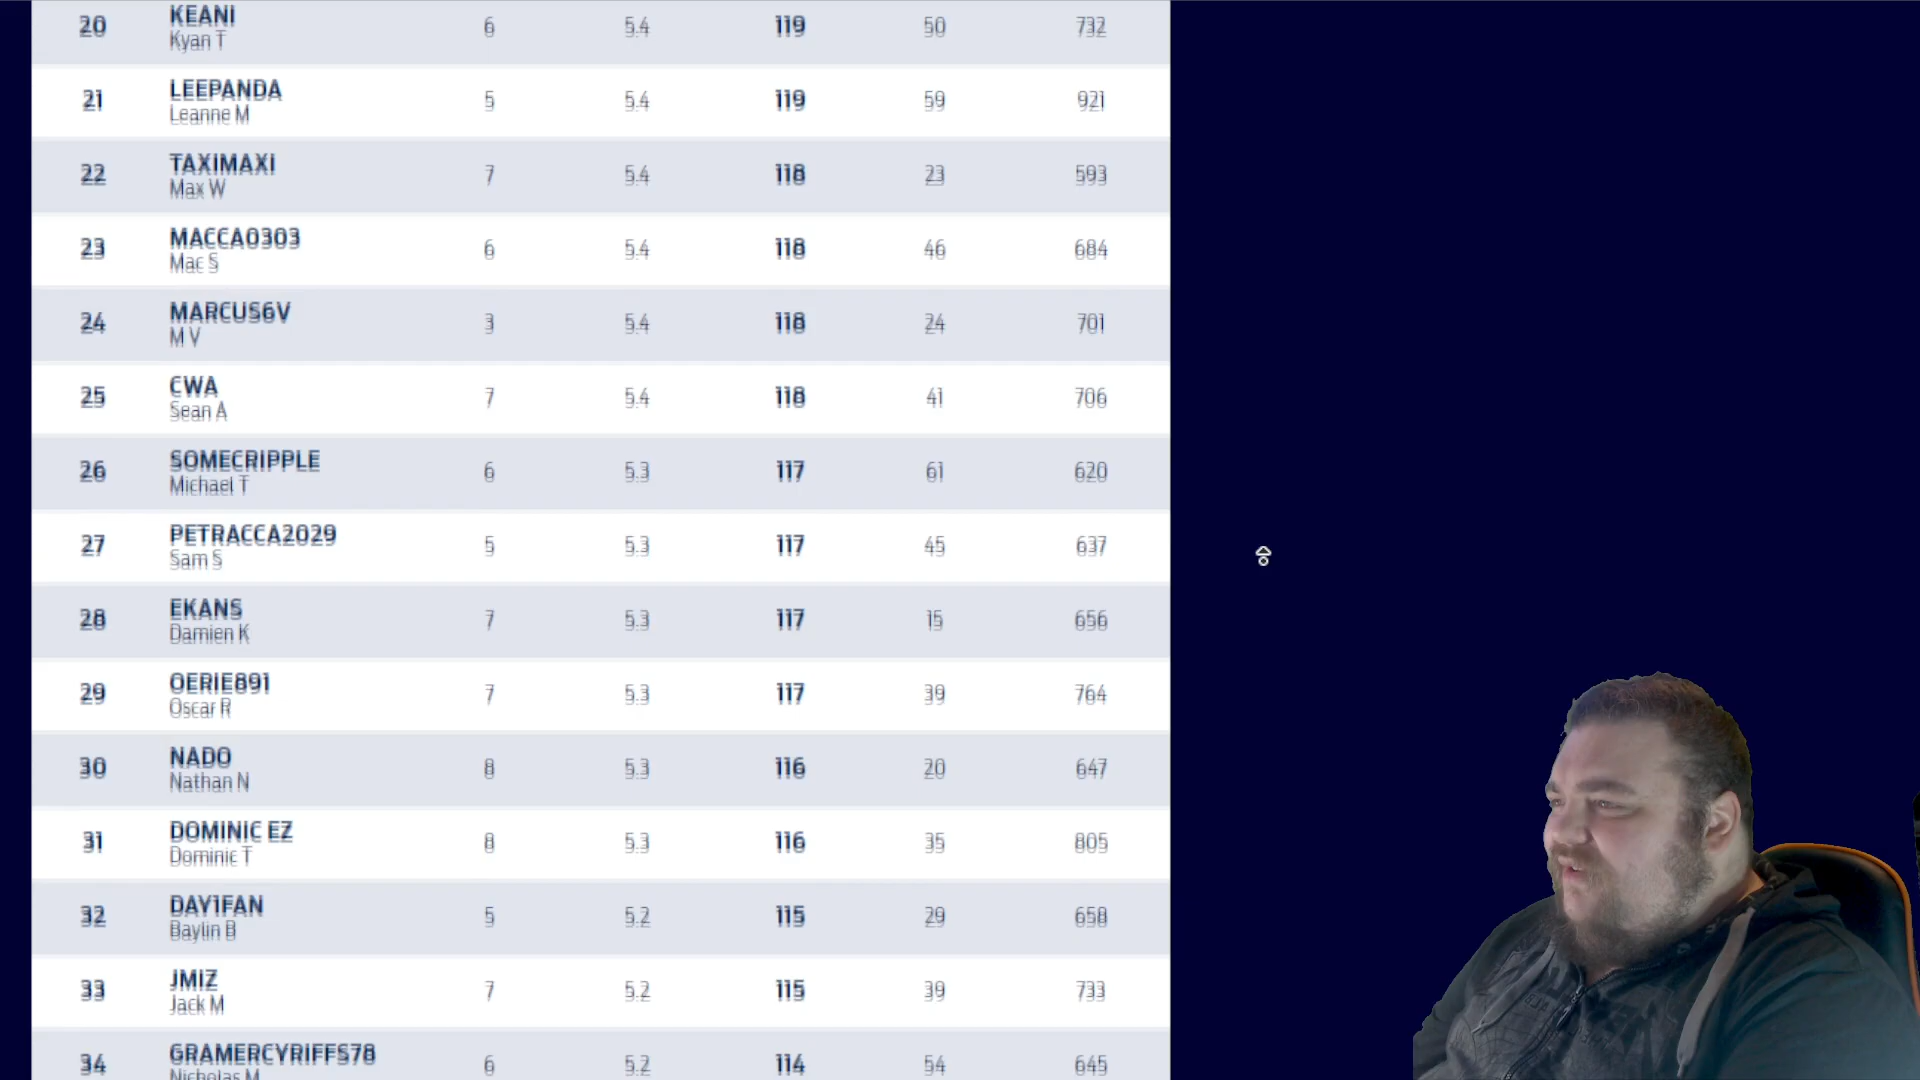 20 KEANI 6 5.4 119 50 732
Kyan T
21 LEEPANDA 5 5.4 119 59 921
Leanne M
22 TAXIMAXI 7 5.4 118 23 593
Max W
23 MACCA0303 6 5.4 118 46 684
Mac S
24 MARCUS6V 3 5.4 118 24 701
M V
25 CWA 7 5.4 118 41 706
Sean A
26 SOMECRIPPLE 6 5.3 117 61 620
Michael T
27 PETRACCA2029 5 5.3 117 45 637
Sam S
28 EKANS 7 5.3 117 15 656
Damien K
29 OERIE891 7 5.3 117 39 764
Oscar R
30 NADO 8 5.3 116 20 647
Nathan N
31 DOMINIC EZ 8 5.3 116 35 805
Dominic T
32 DAY1FAN 5 5.2 115 29 658
Baylin B
33 JMIZ 7 5.2 115 39 733
Jack M
34 GRAMERCYRIFFS78 6 5.2 114 54 645
Nicholas M